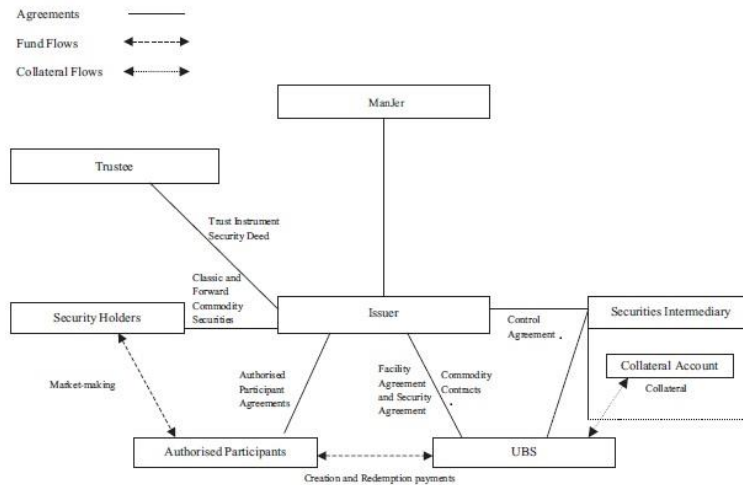 Agreements
Fund Flows
Collateral Flows
ManJer
Trustee
Trust Instrument
Security Deed
Classic and
Forward
Commodity
Securities
Security Holders
Issuer
Securities Intermediary
Control
Agreement
Collateral Account
Collateral
Market-making
Authorised
Participant
Agreements
Facility
Agreement
and Security
Agreement
Commodity
Contracts
Authorised Participants
UBS
Creation and Redemption payments